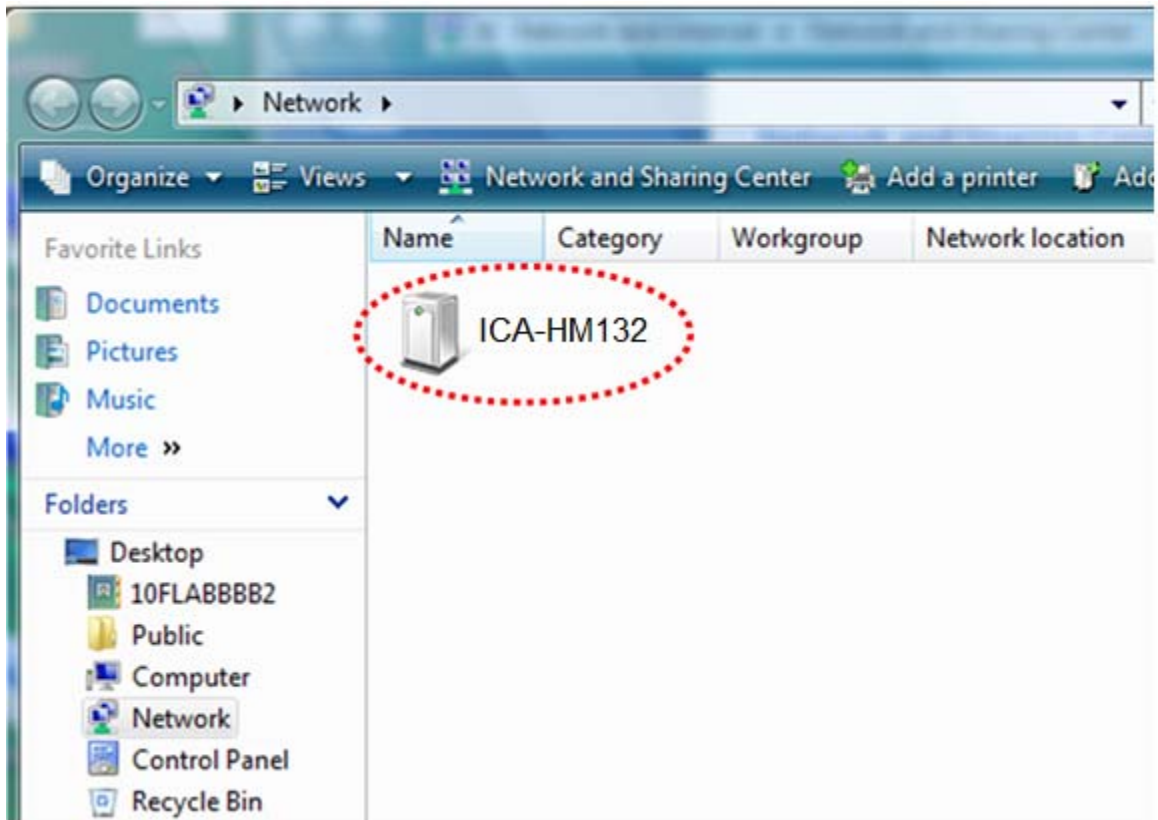 Network
Organize Views Network and Sharing Center Add a printer Add
Name Category Workgroup Network location
Favorite Links
Documents
Pictures
Music
More »
Folders
Desktop
10FLABBBB2
Public
Computer
Network
Control Panel
Recycle Bin
ICA-HM132